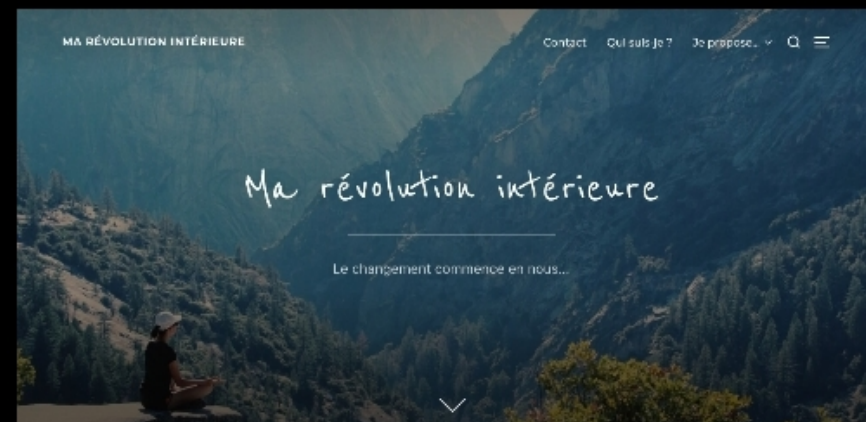 MA RÉVOLUTION INTÉRIEURE
Contact Qui suis-je ? Je propose...
Ma révolution intérieure
Le changement commence en nous...